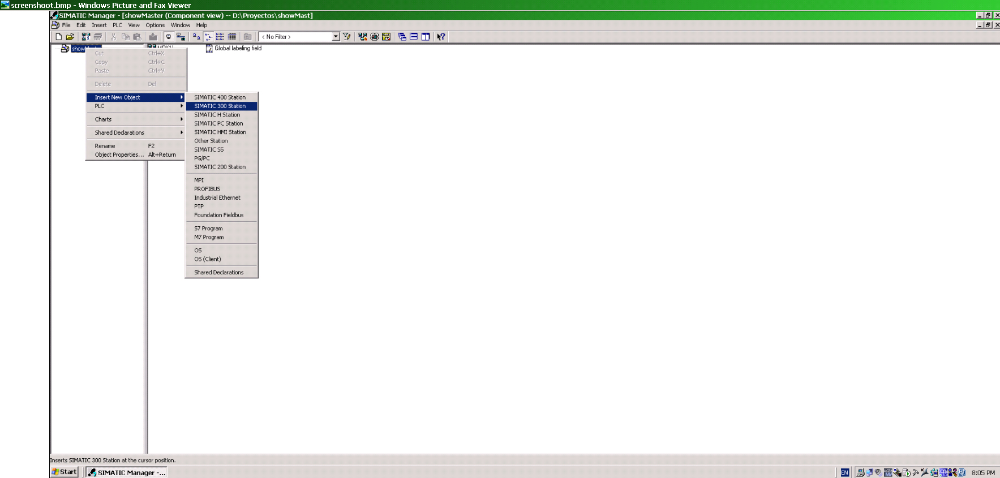 screenshoot.bmp - Windows Picture and Fax Viewer
SIMATIC Manager - [showMaster (Component view) -- D:\Proyectos\showMast]
File Edit Insert PLC View Options Window Help
< No Filter >
show
MPI(1)
Global labeling field
Cut Ctrl+X
Copy Ctrl+C
Paste Ctrl+V
Delete Del
Insert New Object
PLC
Charts
Shared Declarations
Rename F2
Object Properties... Alt+Return
SIMATIC 400 Station
SIMATIC 300 Station
SIMATIC H Station
SIMATIC PC Station
SIMATIC HMI Station
Other Station
SIMATIC S5
PG/PC
SIMATIC 200 Station
MPI
PROFIBUS
Industrial Ethernet
PTP
Foundation Fieldbus
S7 Program
M7 Program
OS
OS (Client)
Shared Declarations
Inserts SIMATIC 300 Station at the cursor position.
Start
SIMATIC Manager -...
EN
8:05 PM